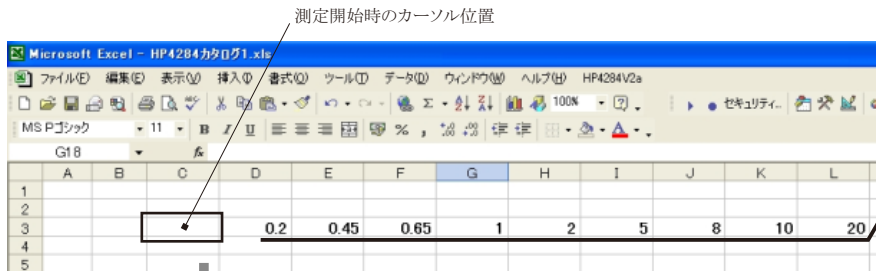 測定開始時のカーソル位置
Microsoft Excel - HP4284カタログ1.xls
ファイル(F) 編集(E) 表示(V) 挿入(I) 書式(O) ツール(T) データ(D) ウィンドウ(W) ヘルプ(H) HP4284V2a
100% セキュリティ...
MS Pゴシック 11 B I U
G18 fx
A B C D E F G H I J K L
1
2
3 0.2 0.45 0.65 1 2 5 8 10 20
4
5